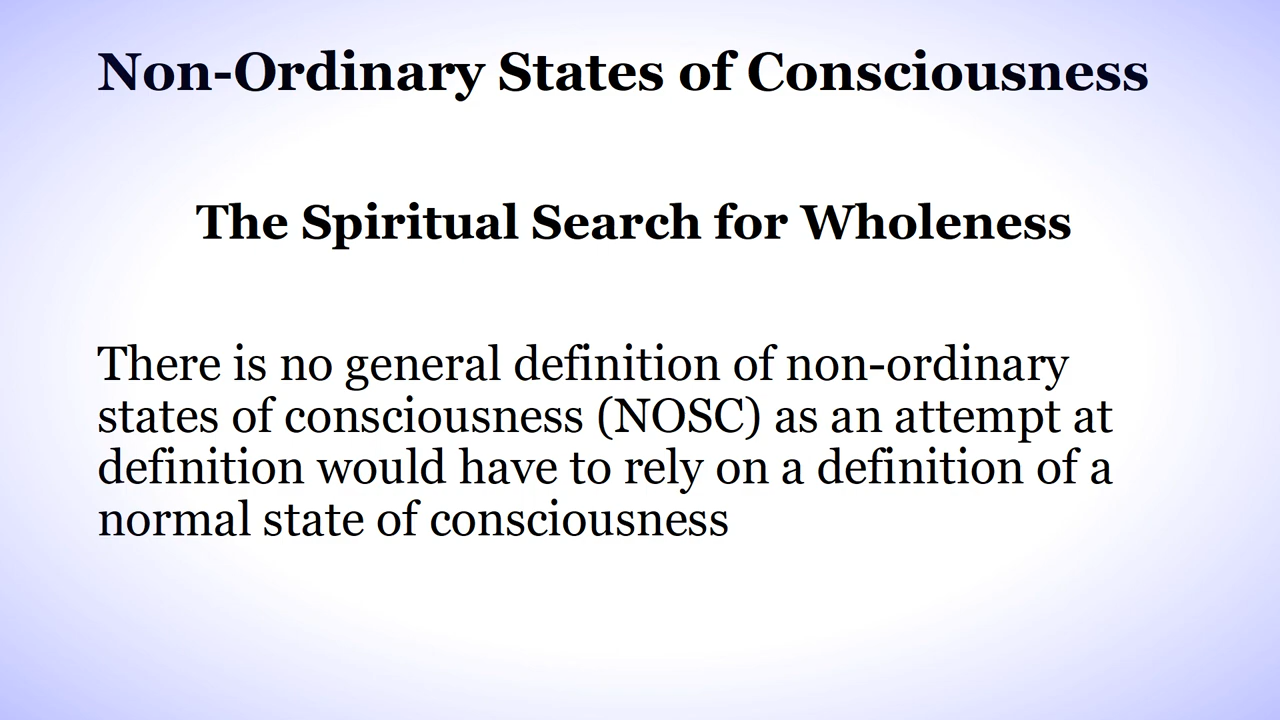 Non-Ordinary States of Consciousness
The Spiritual Search for Wholeness
There is no general definition of non-ordinary
states of consciousness (NOSC) as an attempt at
definition would have to rely on a definition of a
normal state of consciousness